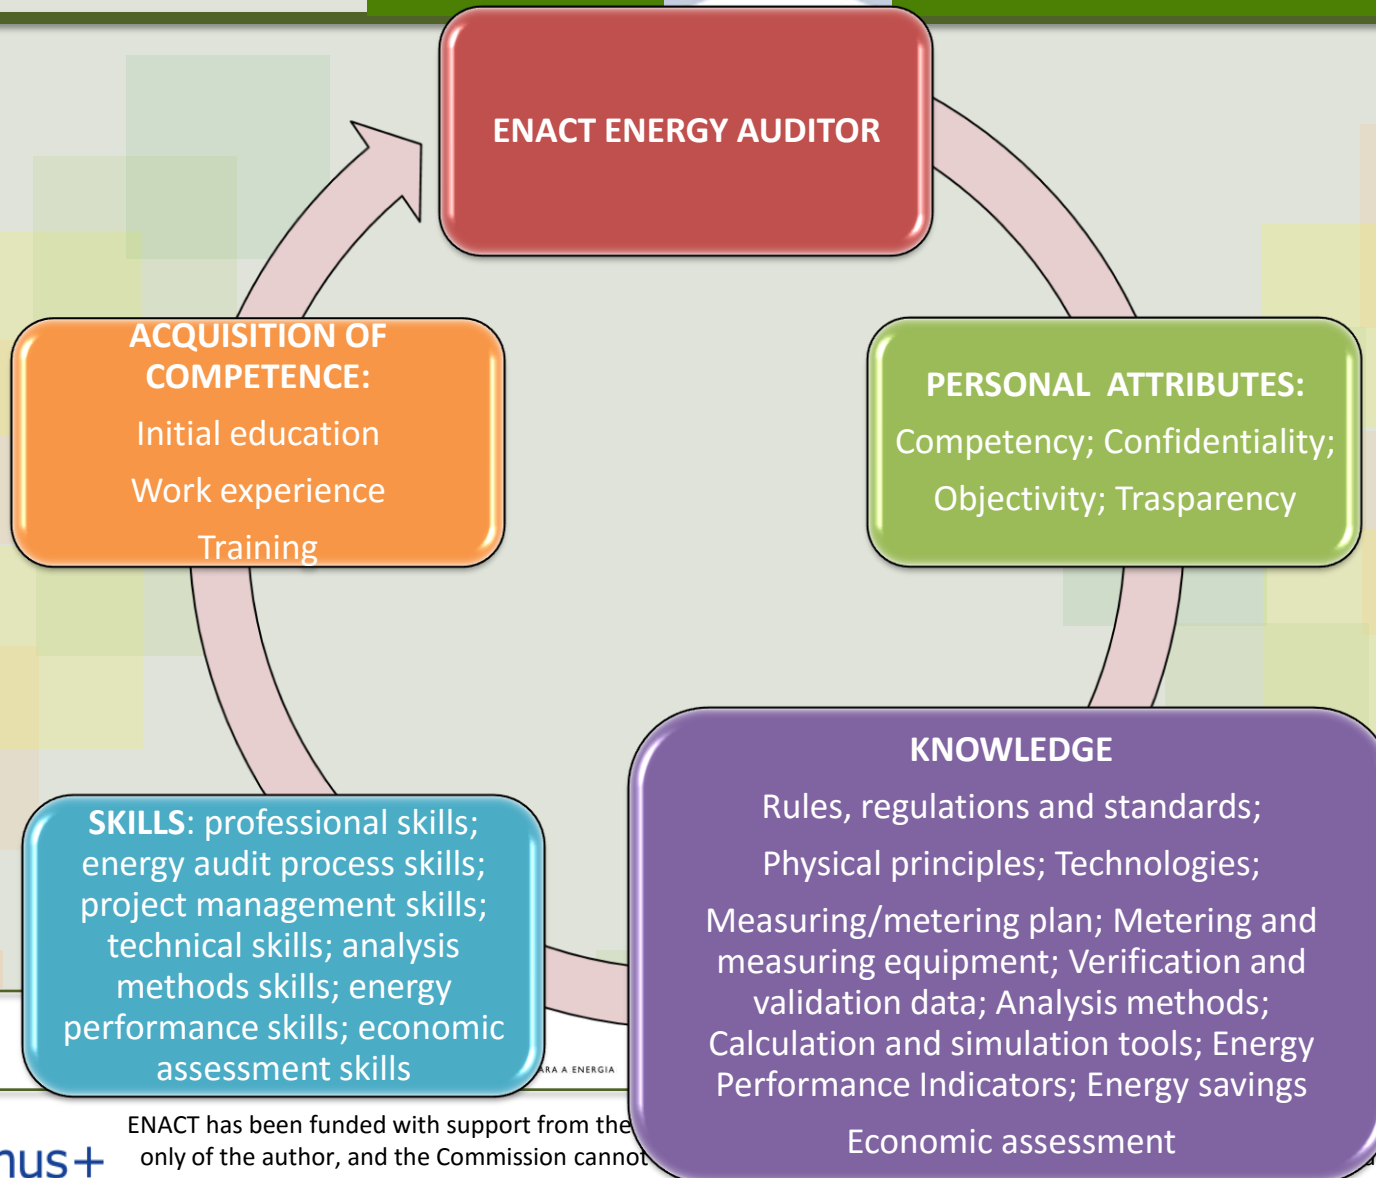 ENACT ENERGY AUDITOR
ACQUISITION OF
COMPETENCE:
Initial education
Work experience
Training
PERSONAL ATTRIBUTES:
Competency; Confidentiality;
Objectivity; Trasparency
SKILLS: professional skills;
energy audit process skills;
project management skills;
technical skills; analysis
methods skills; energy
performance skills; economic
assessment skills
KNOWLEDGE
Rules, regulations and standards;
Physical principles; Technologies;
Measuring/metering plan; Metering and
measuring equipment; Verification and
validation data; Analysis methods;
Calculation and simulation tools; Energy
Performance Indicators; Energy savings
Economic assessment
ARA A ENERGIA
ENACT has been funded with support from the
only of the author, and the Commission cannot
nus+